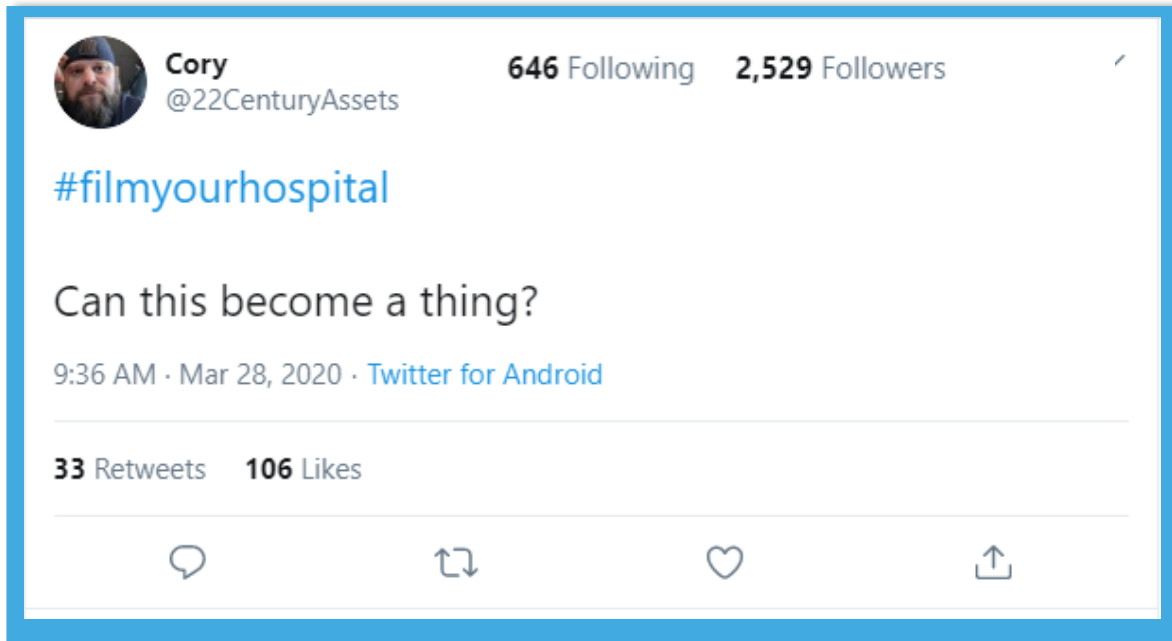 Cory 646 Following 2,529 Followers
@22CenturyAssets
#filmyourhospital
Can this become a thing?
9:36 AM · Mar 28, 2020 · Twitter for Android
33 Retweets 106 Likes